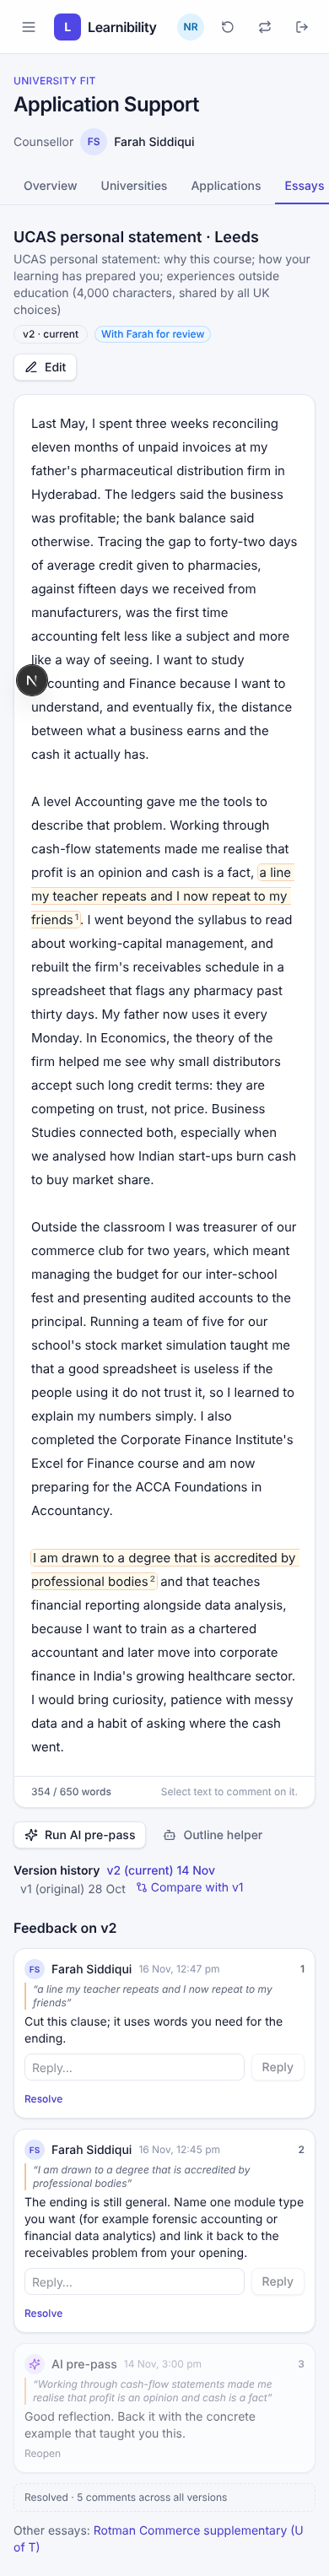 L Learnibility NR
UNIVERSITY FIT
Application Support
Counsellor FS Farah Siddiqui
Overview Universities Applications Essays
UCAS personal statement · Leeds
UCAS personal statement: why this course; how your
learning has prepared you; experiences outside
education (4,000 characters, shared by all UK
choices)
v2 · current With Farah for review
Edit
Last May, I spent three weeks reconciling
eleven months of unpaid invoices at my
father's pharmaceutical distribution firm in
Hyderabad. The ledgers said the business
was profitable; the bank balance said
otherwise. Tracing the gap to forty-two days
of average credit given to pharmacies,
against fifteen days we received from
manufacturers, was the first time
accounting felt less like a subject and more
like a way of seeing. I want to study
N counting and Finance because I want to
understand, and eventually fix, the distance
between what a business earns and the
cash it actually has.
A level Accounting gave me the tools to
describe that problem. Working through
cash-flow statements made me realise that
profit is an opinion and cash is a fact, a line
my teacher repeats and I now repeat to my
friends 1. I went beyond the syllabus to read
about working-capital management, and
rebuilt the firm's receivables schedule in a
spreadsheet that flags any pharmacy past
thirty days. My father now uses it every
Monday. In Economics, the theory of the
firm helped me see why small distributors
accept such long credit terms: they are
competing on trust, not price. Business
Studies connected both, especially when
we analysed how Indian start-ups burn cash
to buy market share.
Outside the classroom I was treasurer of our
commerce club for two years, which meant
managing the budget for our inter-school
fest and presenting audited accounts to the
principal. Running a team of five for our
school's stock market simulation taught me
that a good spreadsheet is useless if the
people using it do not trust it, so I learned to
explain my numbers simply. I also
completed the Corporate Finance Institute's
Excel for Finance course and am now
preparing for the ACCA Foundations in
Accountancy.
I am drawn to a degree that is accredited by
professional bodies 2 and that teaches
financial reporting alongside data analysis,
because I want to train as a chartered
accountant and later move into corporate
finance in India's growing healthcare sector.
I would bring curiosity, patience with messy
data and a habit of asking where the cash
went.
354 / 650 words Select text to comment on it.
Run AI pre-pass Outline helper
Version history v2 (current) 14 Nov
v1 (original) 28 Oct Compare with v1
Feedback on v2
FS Farah Siddiqui 16 Nov, 12:47 pm 1
“a line my teacher repeats and I now repeat to my
friends”
Cut this clause; it uses words you need for the
ending.
Reply... Reply
Resolve
FS Farah Siddiqui 16 Nov, 12:45 pm 2
“I am drawn to a degree that is accredited by
professional bodies”
The ending is still general. Name one module type
you want (for example forensic accounting or
financial data analytics) and link it back to the
receivables problem from your opening.
Reply... Reply
Resolve
AI pre-pass 14 Nov, 3:00 pm 3
“Working through cash-flow statements made me
realise that profit is an opinion and cash is a fact”
Good reflection. Back it with the concrete
example that taught you this.
Reopen
Resolved · 5 comments across all versions
Other essays: Rotman Commerce supplementary (U
of T)